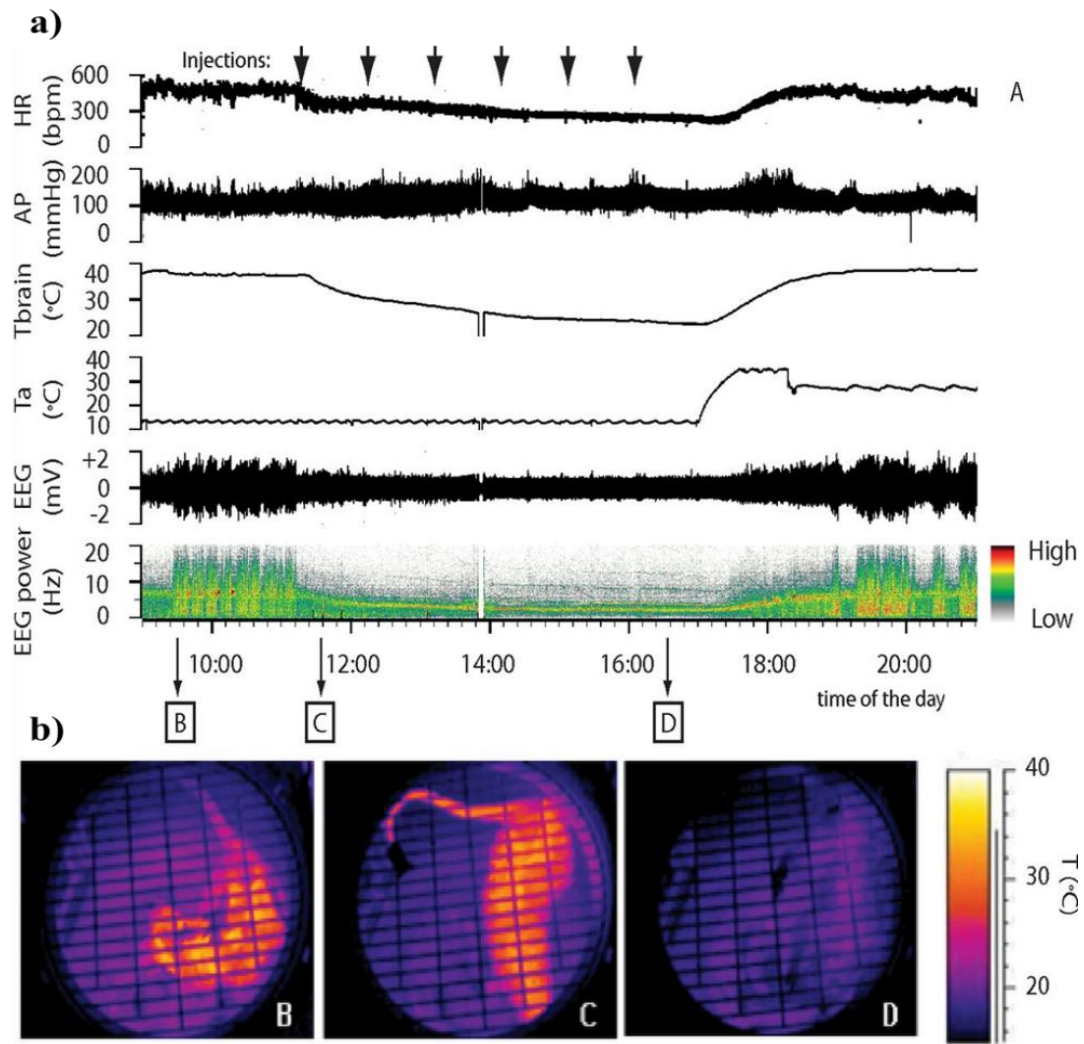 a)
Injections:
A
600
300
0
HR
(bpm)
200
100
0
AP
(mmHg)
40
30
20
Tbrain
(°C)
40
30
20
10
Ta
(°C)
+2
0
-2
EEG
(mV)
20
10
0
EEG power
(Hz)
High
Low
10:00 12:00 14:00 16:00 18:00 20:00
time of the day
B C D
b)
B C D
40
30
20
T (°C)